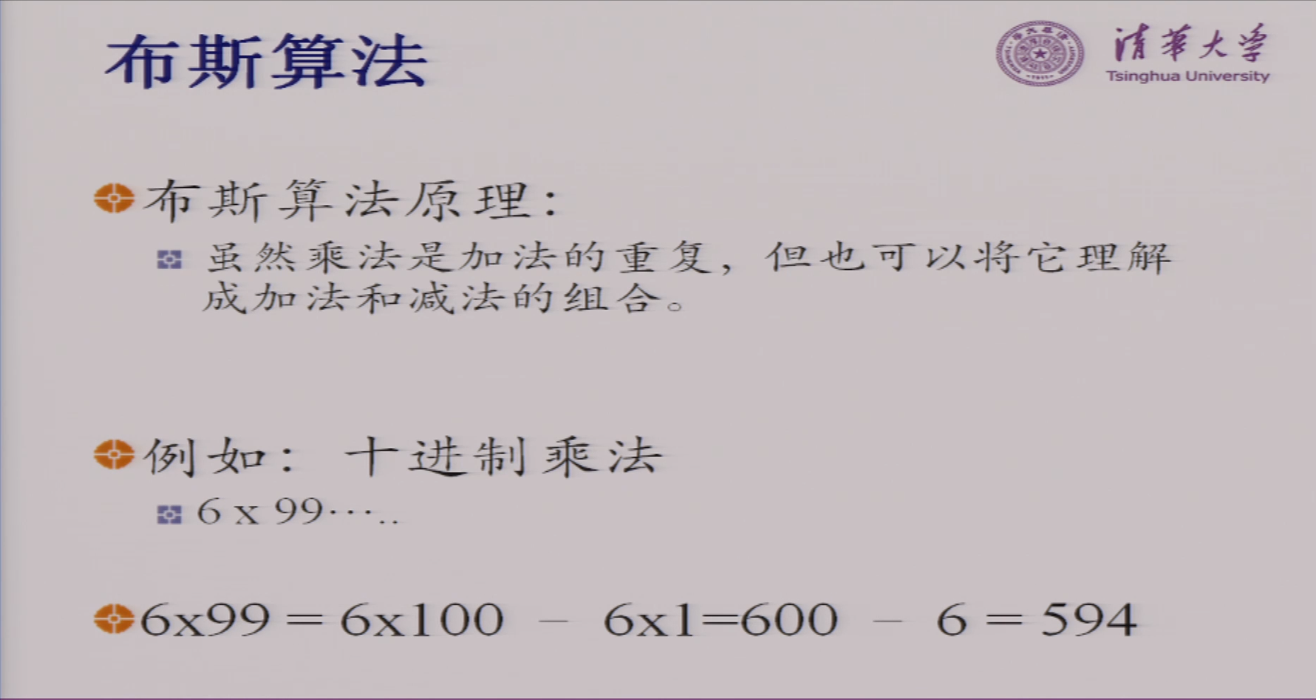 布斯算法
清华大学
Tsinghua University
布斯算法原理：
虽然乘法是加法的重复，但也可以将它理解
成加法和减法的组合。
例如：十进制乘法
6 x 99…..
6x99 = 6x100 – 6x1=600 – 6 = 594